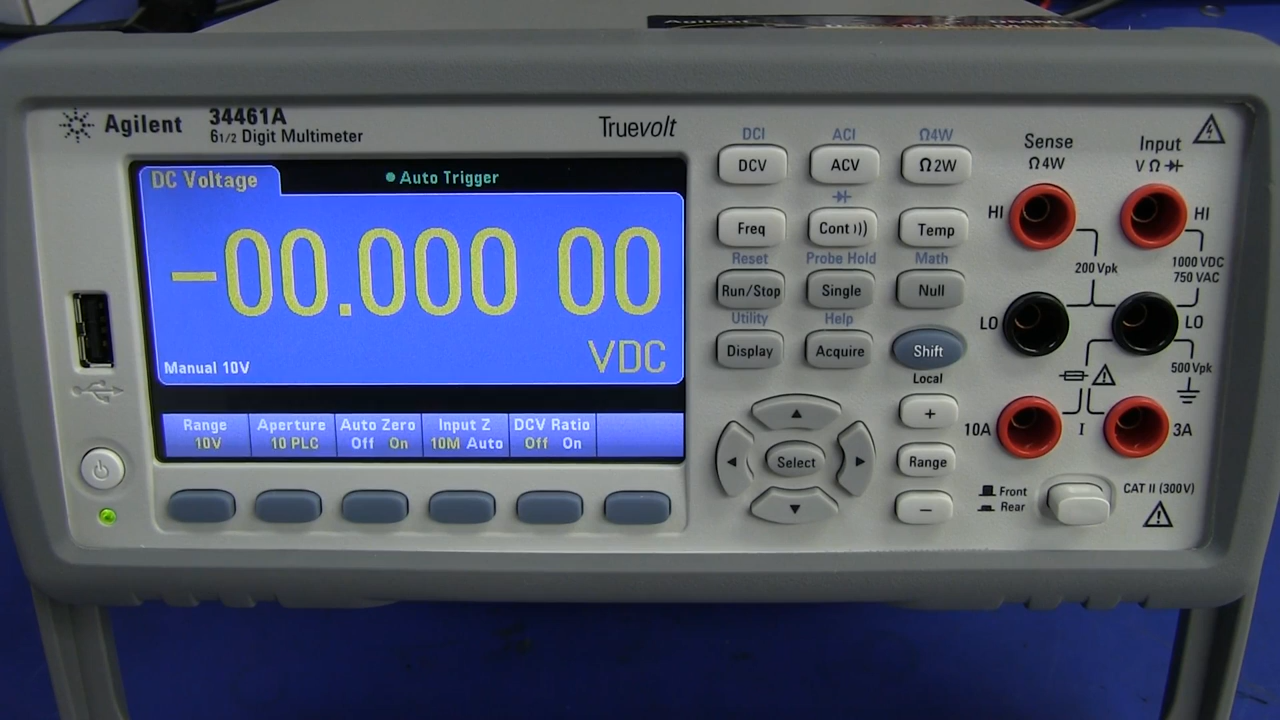 Agilent
Agilent
34461A
6 1/2 Digit Multimeter
Truevolt
DC Voltage
Auto Trigger
-00.000 00
Manual 10V
VDC
Range
10V
Aperture
10 PLC
Auto Zero
Off On
Input Z
10M Auto
DCV Ratio
Off On
DCI
DCV
ACI
ACV
Ω4W
Ω2W
Freq
Cont )))
Temp
Reset
Run/Stop
Probe Hold
Single
Math
Null
Utility
Display
Help
Acquire
Shift
Local
+
Select
Range
−
Sense
Ω4W
Input
V Ω
HI
HI
200 Vpk
1000 VDC
750 VAC
LO
LO
500 Vpk
10A
I
3A
Front
Rear
CAT II (300V)